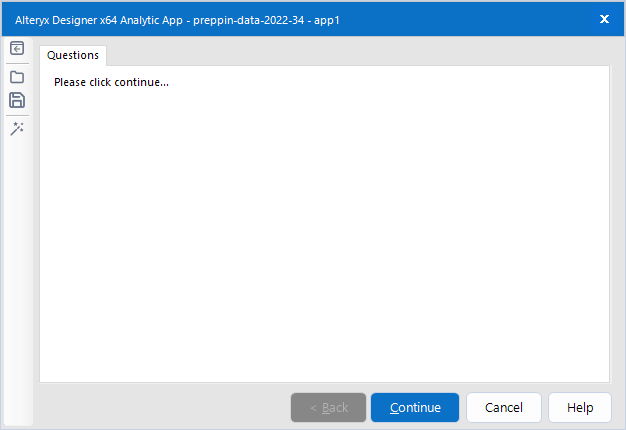 Alteryx Designer x64 Analytic App - preppin-data-2022-34 - app1
x
Questions
Please click continue...
< Back
Continue
Cancel
Help